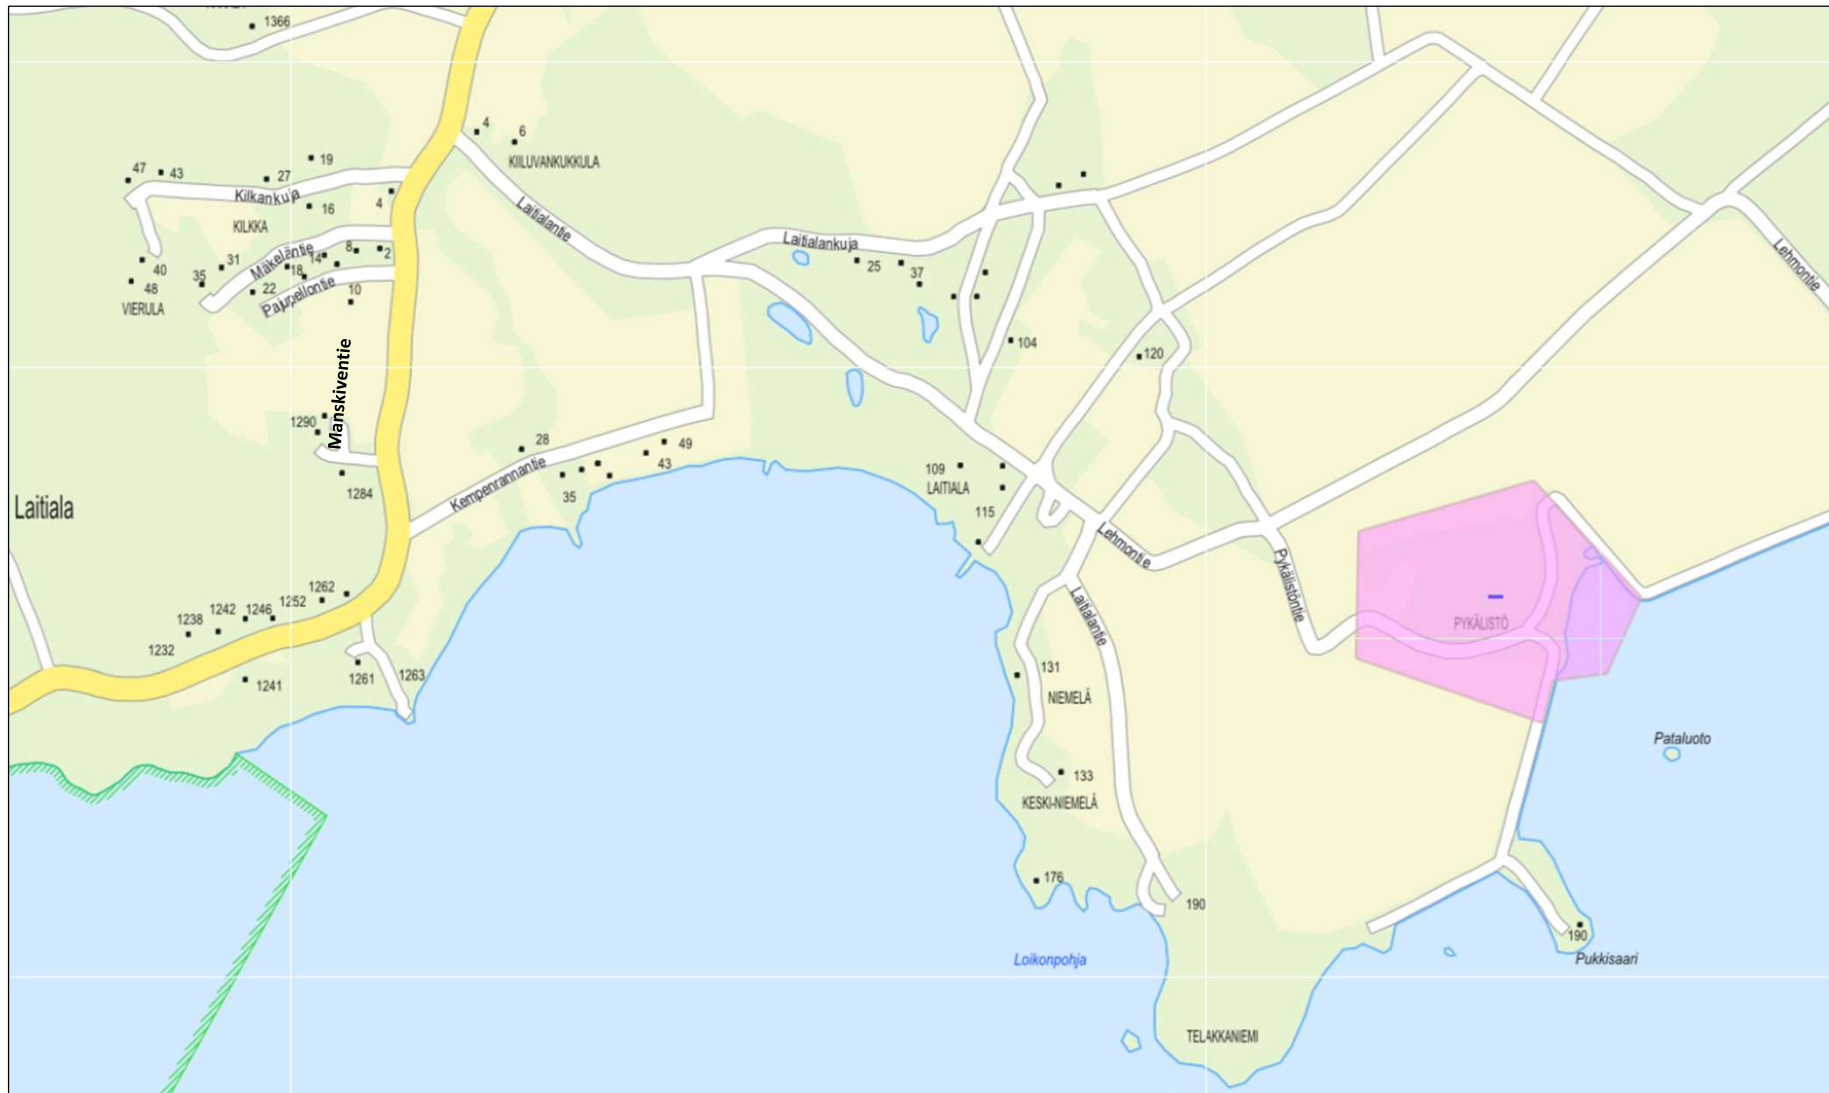 1366
4
6
KIILUVANKUKKULA
19
47
43
27
Kilkankuja
4
16
KILKKA
Laitialantie
Laitialankuja
Mäkeläntie
8
2
14
31
40
18
35
48
22
Pajupellontie
10
VIERULA
25
37
Lehmontie
104
120
Manskiventie
1290
28
49
43
Kempenrannantie
35
1284
109
LAITIALA
115
Laitiala
Lehmontie
Pykälistöntie
1262
1252
1246
1242
1238
1232
Laitialantie
PYKÄLISTÖ
1261
1263
1241
131
NIEMELÄ
Pataluoto
133
KESKI-NIEMELÄ
176
190
190
Loikonpohja
Pukkisaari
TELAKKANIEMI